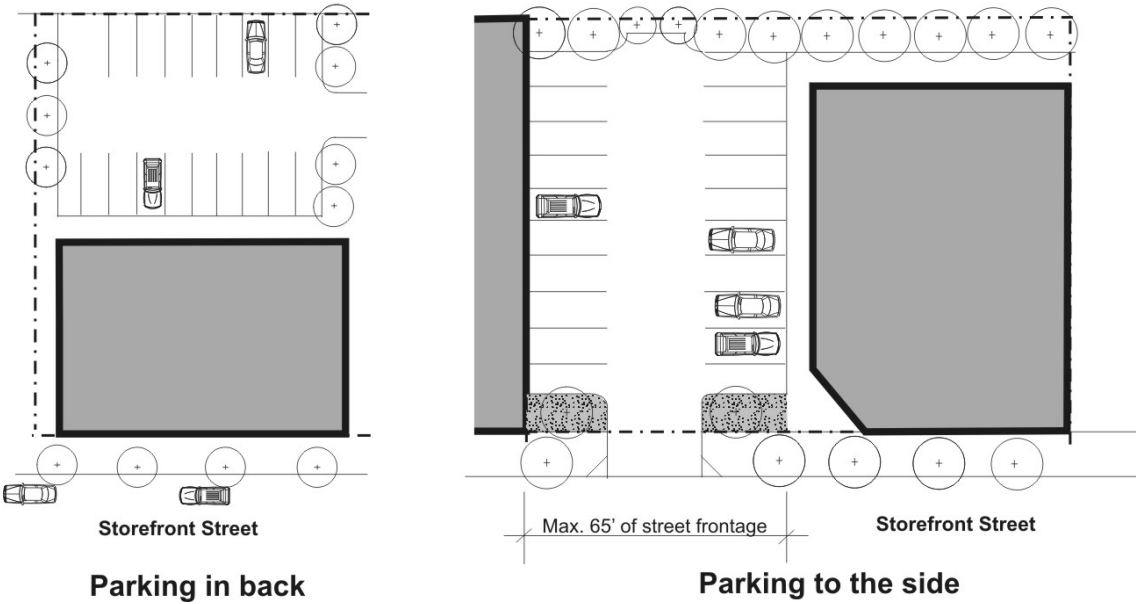 Storefront Street
Parking in back
Max. 65’ of street frontage
Storefront Street
Parking to the side